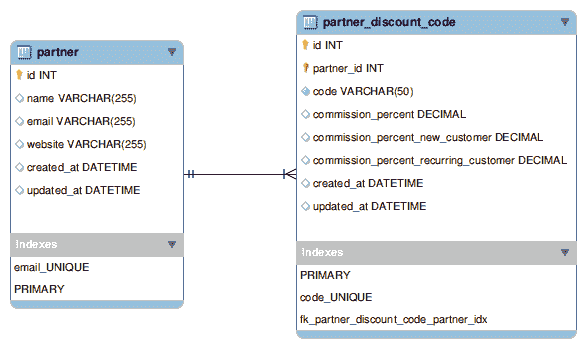 partner
id INT
name VARCHAR(255)
email VARCHAR(255)
website VARCHAR(255)
created_at DATETIME
updated_at DATETIME
Indexes
email_UNIQUE
PRIMARY
partner_discount_code
id INT
partner_id INT
code VARCHAR(50)
commission_percent DECIMAL
commission_percent_new_customer DECIMAL
commission_percent_recurring_customer DECIMAL
created_at DATETIME
updated_at DATETIME
Indexes
PRIMARY
code_UNIQUE
fk_partner_discount_code_partner_idx